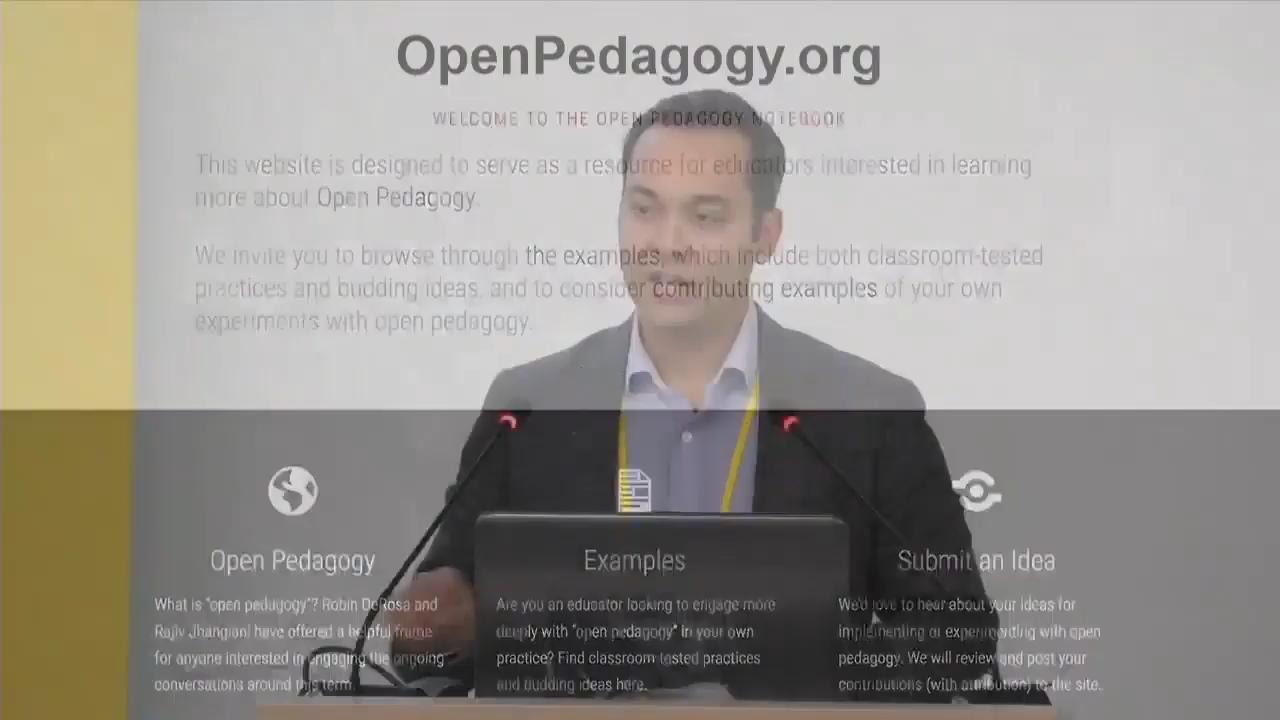 OpenPedagogy.org
WELCOME TO THE OPEN PEDAGOGY NOTEBOOK
This website is designed to serve as a resource for educators interested in learning
more about Open Pedagogy.
We invite you to browse through the examples, which include both classroom-tested
practices and budding ideas, and to consider contributing examples of your own
experiments with open pedagogy.
Open Pedagogy
What is "open pedagogy"? Robin DeRosa and
Rajiv Jhangiani have offered a helpful frame
for anyone interested in engaging the ongoing
conversations around this term.
Examples
Are you an educator looking to engage more
deeply with "open pedagogy" in your own
practice? Find classroom tested practices
and budding ideas here.
Submit an Idea
We'd love to hear about your ideas for
implementing or experimenting with open
pedagogy. We will review and post your
contributions (with attribution) to the site.